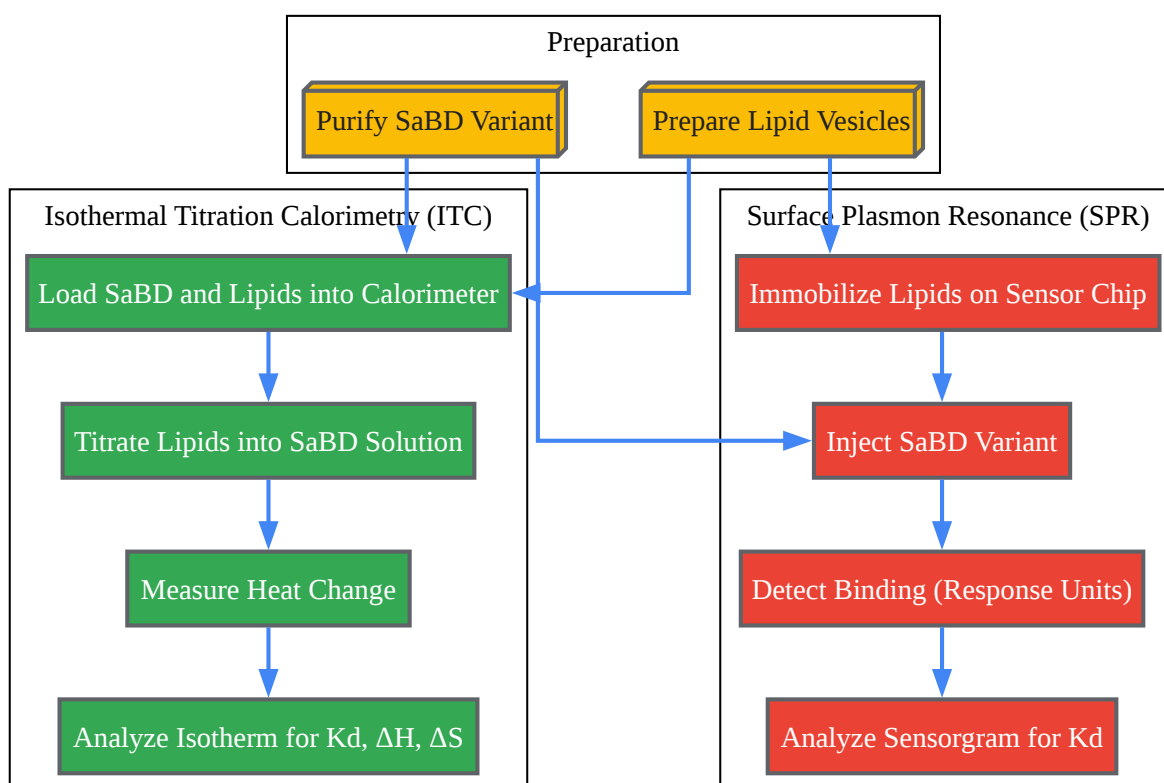 Preparation
Purify SaBD Variant
Prepare Lipid Vesicles
Isothermal Titration Calorimetry (ITC)
Load SaBD and Lipids into Calorimeter
Titrate Lipids into SaBD Solution
Measure Heat Change
Analyze Isotherm for Kd, ΔH, ΔS
Surface Plasmon Resonance (SPR)
Immobilize Lipids on Sensor Chip
Inject SaBD Variant
Detect Binding (Response Units)
Analyze Sensorgram for Kd